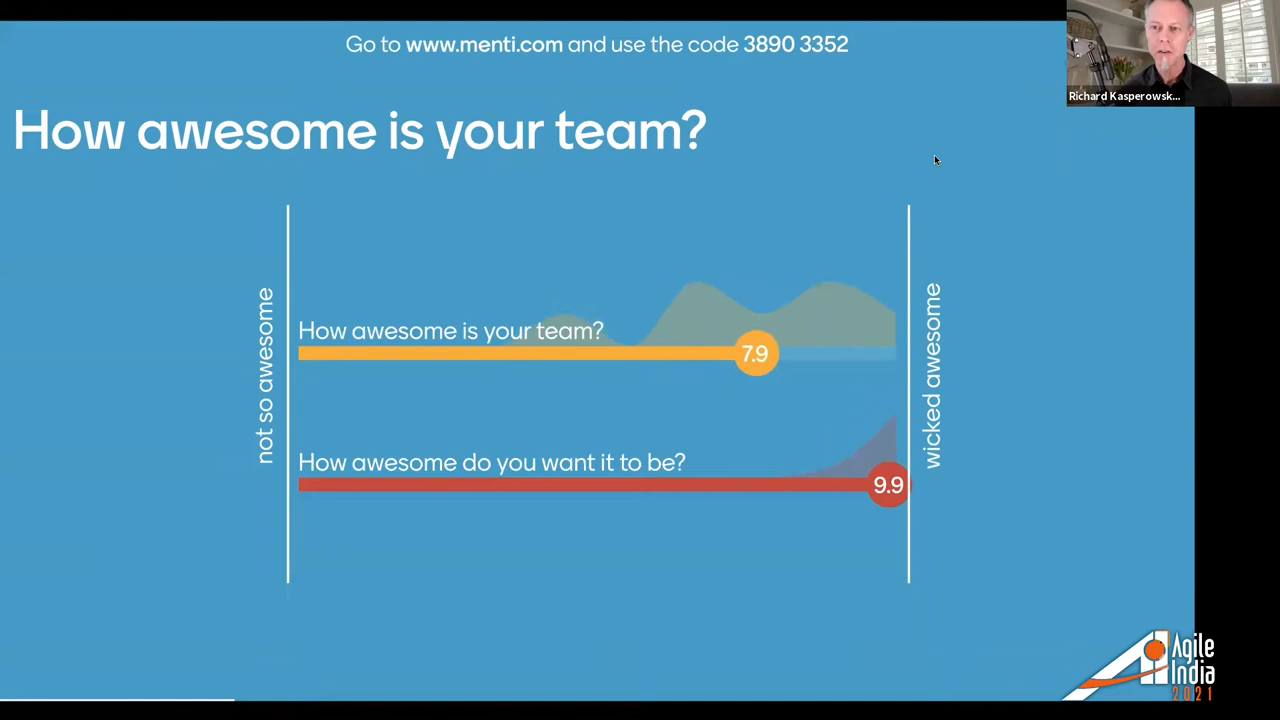 Go to www.menti.com and use the code 3890 3352
Richard Kasperowsk...
How awesome is your team?
not so awesome
How awesome is your team?
7.9
How awesome do you want it to be?
9.9
wicked awesome
Agile
India
2021